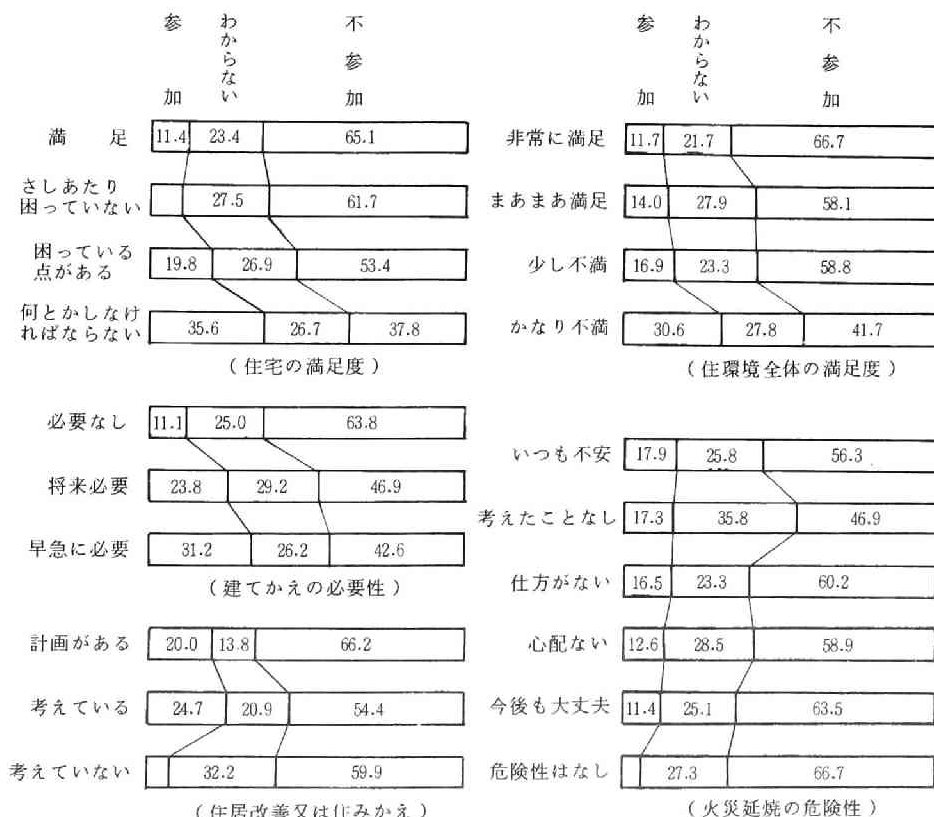 参加 わからない 不参加
満足 11.4 23.4 65.1
さしあたり
困っていない 27.5 61.7
困っている
点がある 19.8 26.9 53.4
何とかしなけ
ればならない 35.6 26.7 37.8
(住宅の満足度)
必要なし 11.1 25.0 63.8
将来必要 23.8 29.2 46.9
早急に必要 31.2 26.2 42.6
(建てかえの必要性)
計画がある 20.0 13.8 66.2
考えている 24.7 20.9 54.4
考えていない 32.2 59.9
(住居改善又は住みかえ)
参加 わからない 不参加
非常に満足 11.7 21.7 66.7
まあまあ満足 14.0 27.9 58.1
少し不満 16.9 23.3 58.8
かなり不満 30.6 27.8 41.7
(住環境全体の満足度)
いつも不安 17.9 25.8 56.3
考えたことなし 17.3 35.8 46.9
仕方がない 16.5 23.3 60.2
心配ない 12.6 28.5 58.9
今後も大丈夫 11.4 25.1 63.5
危険性はなし 27.3 66.7
(火災延焼の危険性)